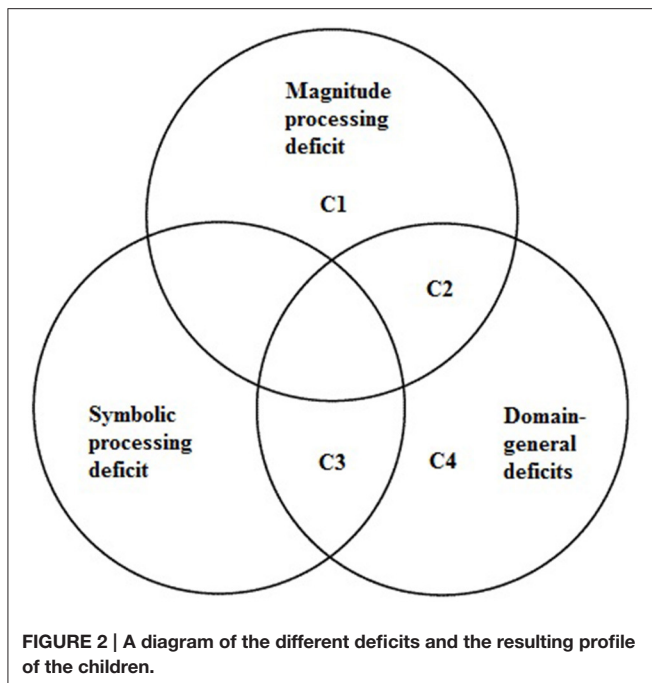 Magnitude
processing
deficit
C1
C2
Symbolic
processing
deficit
Domain-
general
deficits
C3
C4
FIGURE 2 | A diagram of the different deficits and the resulting profile
of the children.